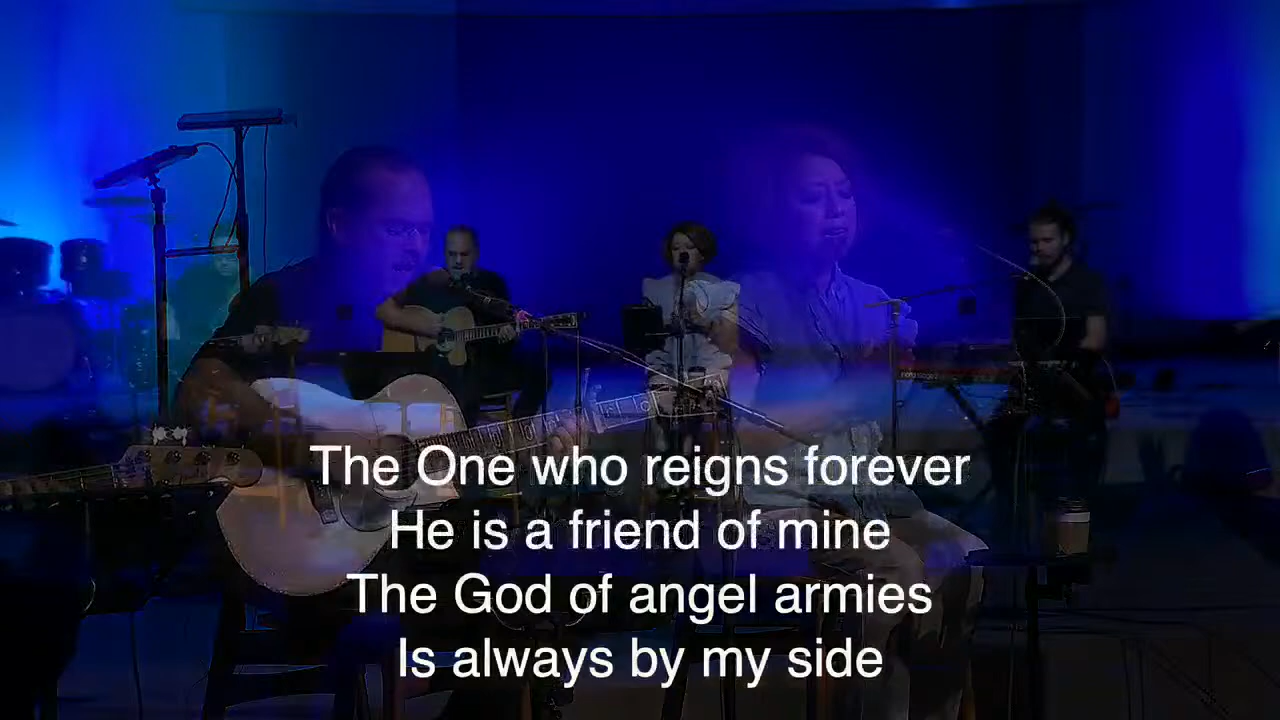 The One who reigns forever
He is a friend of mine
The God of angel armies
Is always by my side